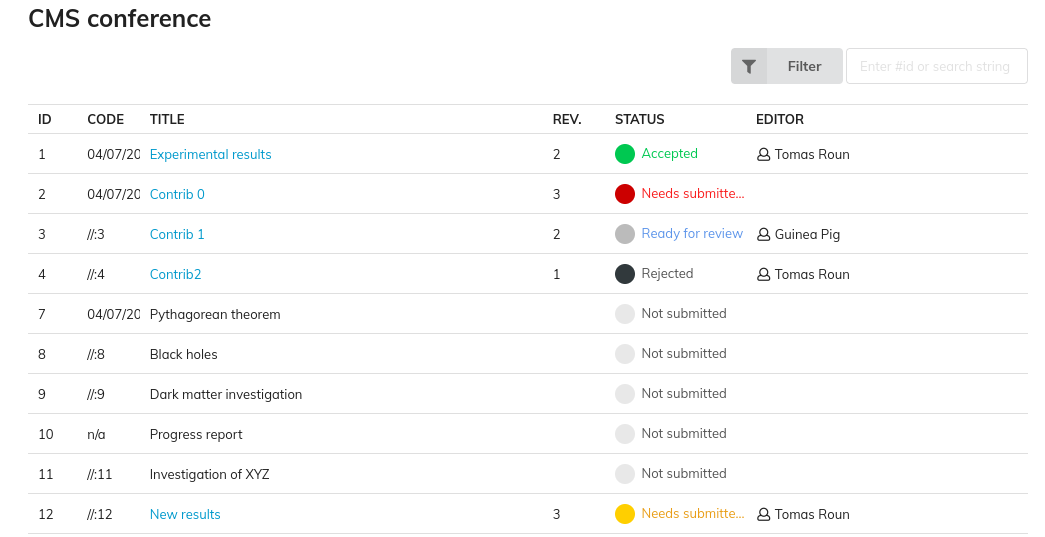 CMS conference
Filter Enter #id or search string
ID CODE TITLE REV. STATUS EDITOR
1 04/07/20 Experimental results 2 Accepted Tomas Roun
2 04/07/20 Contrib 0 3 Needs submitte...
3 //:3 Contrib 1 2 Ready for review Guinea Pig
4 //:4 Contrib2 1 Rejected Tomas Roun
7 04/07/20 Pythagorean theorem Not submitted
8 //:8 Black holes Not submitted
9 //:9 Dark matter investigation Not submitted
10 n/a Progress report Not submitted
11 //:11 Investigation of XYZ Not submitted
12 //:12 New results 3 Needs submitte... Tomas Roun